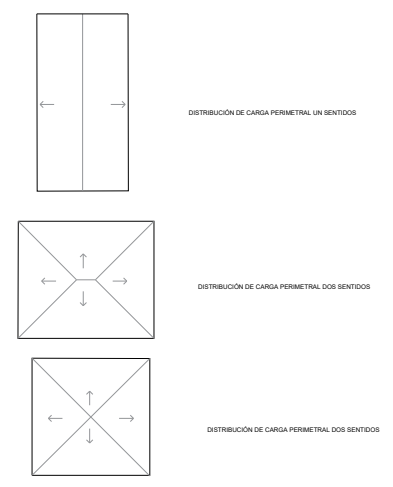 DISTRIBUCIÓN DE CARGA PERIMETRAL UN SENTIDOS
DISTRIBUCIÓN DE CARGA PERIMETRAL DOS SENTIDOS
DISTRIBUCIÓN DE CARGA PERIMETRAL DOS SENTIDOS